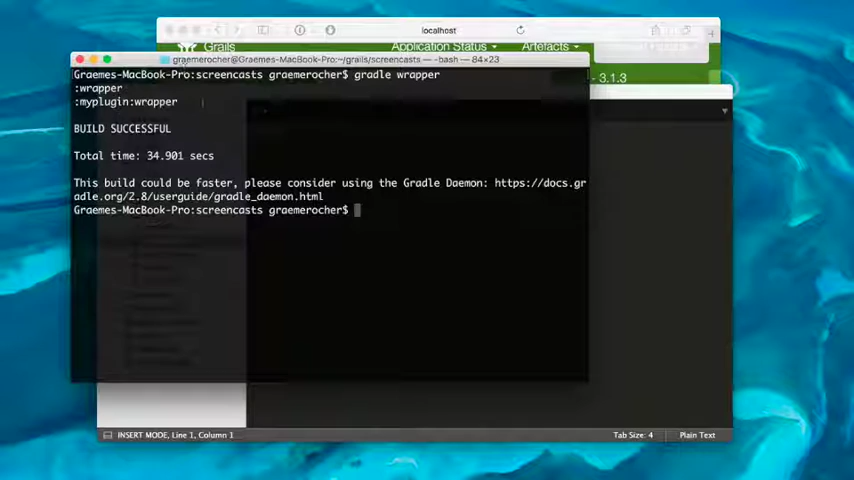 localhost
Grails
Application Status
Artefacts
graemerocher@Graemes-MacBook-Pro:~/grails/screencasts — -bash — 84×23
Graemes-MacBook-Pro:screencasts graemerocher$ gradle wrapper
- 3.1.3
:wrapper
:myplugin:wrapper
BUILD SUCCESSFUL
Total time: 34.901 secs
This build could be faster, please consider using the Gradle Daemon: https://docs.gr
adle.org/2.8/userguide/gradle_daemon.html
Graemes-MacBook-Pro:screencasts graemerocher$
INSERT MODE, Line 1, Column 1
Tab Size: 4
Plain Text